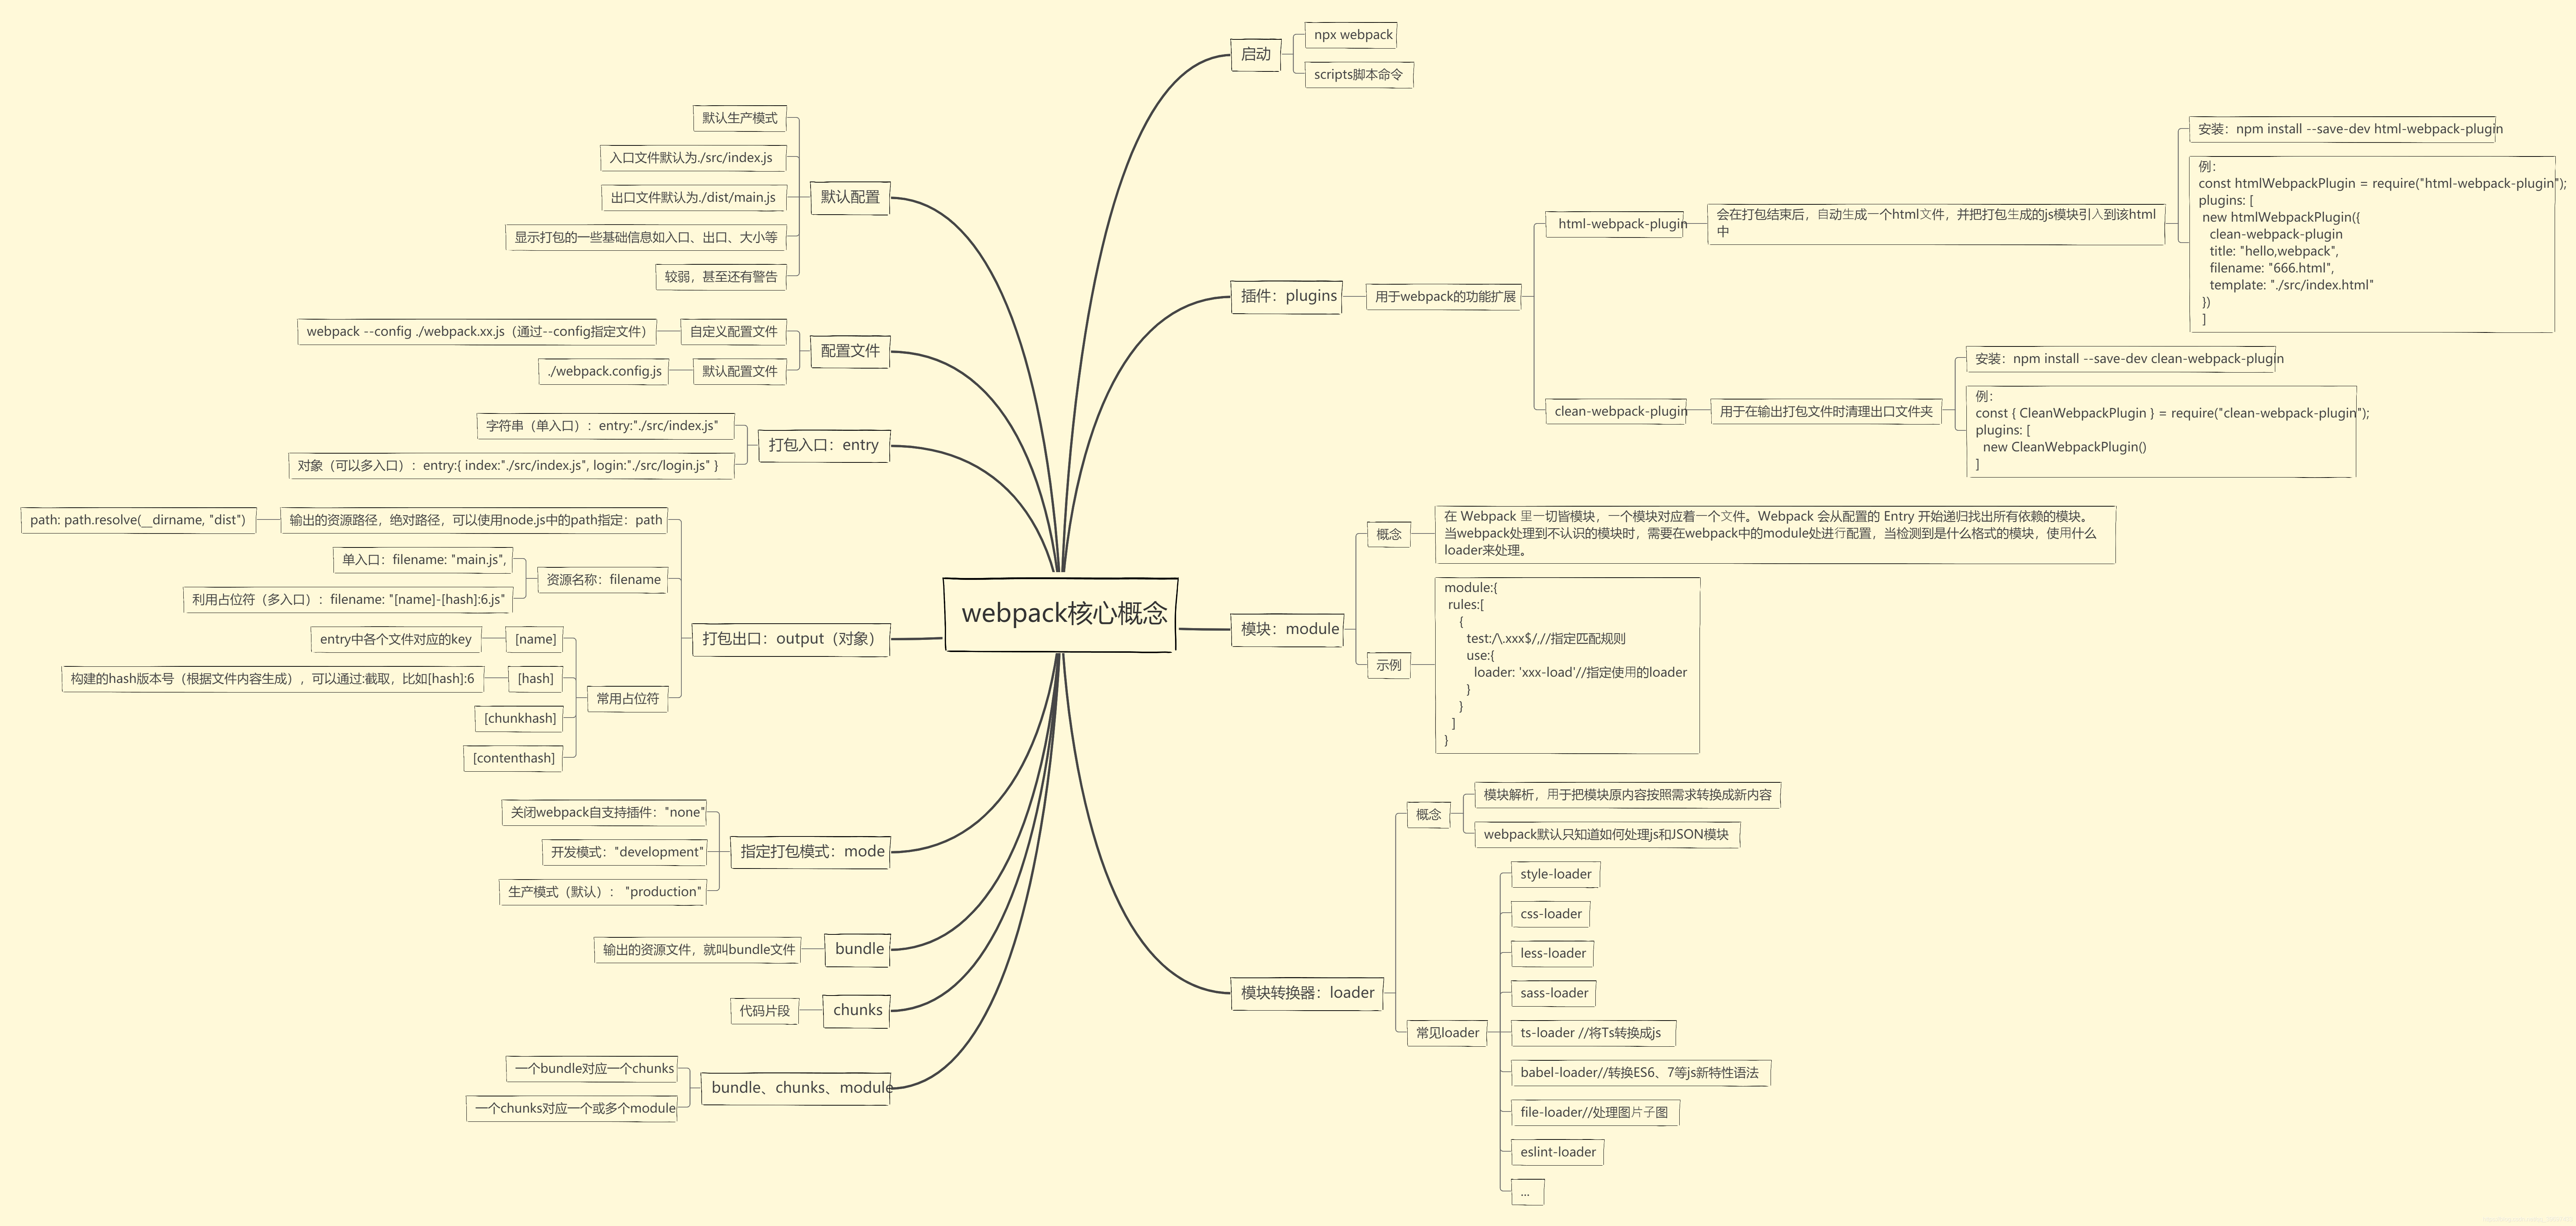 webpack核心概念
启动
npx webpack
scripts脚本命令
插件：plugins
用于webpack的功能扩展
html-webpack-plugin
会在打包结束后，自动生成一个html文件，并把打包生成的js模块引入到该html
中
安装：npm install --save-dev html-webpack-plugin
例：
const htmlWebpackPlugin = require("html-webpack-plugin");
plugins: [
new htmlWebpackPlugin({
clean-webpack-plugin
title: "hello,webpack",
filename: "666.html",
template: "./src/index.html"
})
]
clean-webpack-plugin
用于在输出打包文件时清理出口文件夹
安装：npm install --save-dev clean-webpack-plugin
例：
const { CleanWebpackPlugin } = require("clean-webpack-plugin");
plugins: [
new CleanWebpackPlugin()
]
模块：module
概念
在 Webpack 里一切皆模块，一个模块对应着一个文件。Webpack 会从配置的 Entry 开始递归找出所有依赖的模块。
当webpack处理到不认识的模块时，需要在webpack中的module处进行配置，当检测到是什么格式的模块，使用什么
loader来处理。
示例
module:{
rules:[
{
test:/\.xxx$/,//指定匹配规则
use:{
loader: 'xxx-load'//指定使用的loader
}
}
]
}
模块转换器：loader
概念
模块解析，用于把模块原内容按照需求转换成新内容
webpack默认只知道如何处理js和JSON模块
常见loader
style-loader
css-loader
less-loader
sass-loader
ts-loader //将Ts转换成js
babel-loader//转换ES6、7等js新特性语法
file-loader//处理图片子图
eslint-loader
...
默认配置
默认生产模式
入口文件默认为./src/index.js
出口文件默认为./dist/main.js
显示打包的一些基础信息如入口、出口、大小等
较弱，甚至还有警告
配置文件
自定义配置文件
webpack --config ./webpack.xx.js（通过--config指定文件）
默认配置文件
./webpack.config.js
打包入口：entry
字符串（单入口）：entry:"./src/index.js"
对象（可以多入口）：entry:{ index:"./src/index.js", login:"./src/login.js" }
打包出口：output（对象）
输出的资源路径，绝对路径，可以使用node.js中的path指定：path
path: path.resolve(__dirname, "dist")
资源名称：filename
单入口：filename: "main.js",
利用占位符（多入口）：filename: "[name]-[hash]:6.js"
常用占位符
[name]
entry中各个文件对应的key
[hash]
构建的hash版本号（根据文件内容生成），可以通过:截取，比如[hash]:6
[chunkhash]
[contenthash]
指定打包模式：mode
关闭webpack自支持插件："none"
开发模式："development"
生产模式（默认）："production"
bundle
输出的资源文件，就叫bundle文件
chunks
代码片段
bundle、chunks、module
一个bundle对应一个chunks
一个chunks对应一个或多个module